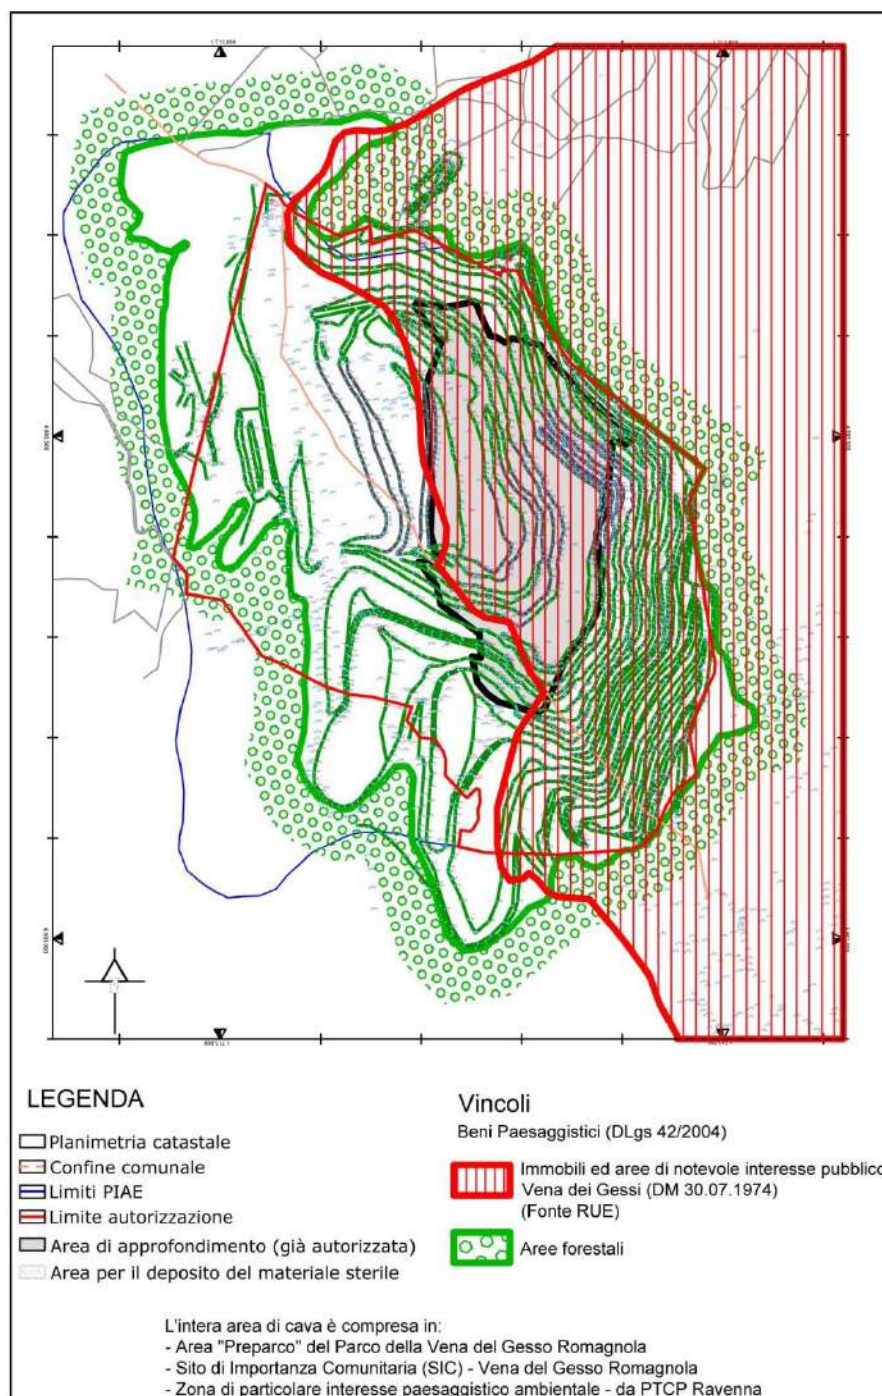 LEGENDA
Planimetria catastale
Confine comunale
Limiti PIAE
Limite autorizzazione
Area di approfondimento (già autorizzata)
Area per il deposito del materiale sterile
Vincoli
Beni Paesaggistici (DLgs 42/2004)
Immobili ed aree di notevole interesse pubblico
Vena dei Gessi (DM 30.07.1974)
(Fonte RUE)
Aree forestali
L'intera area di cava è compresa in:
- Area "Preparco" del Parco della Vena del Gesso Romagnola
- Sito di Importanza Comunitaria (SIC) - Vena del Gesso Romagnola
- Zona di particolare interesse paesaggistico ambientale - da PTCP Ravenna